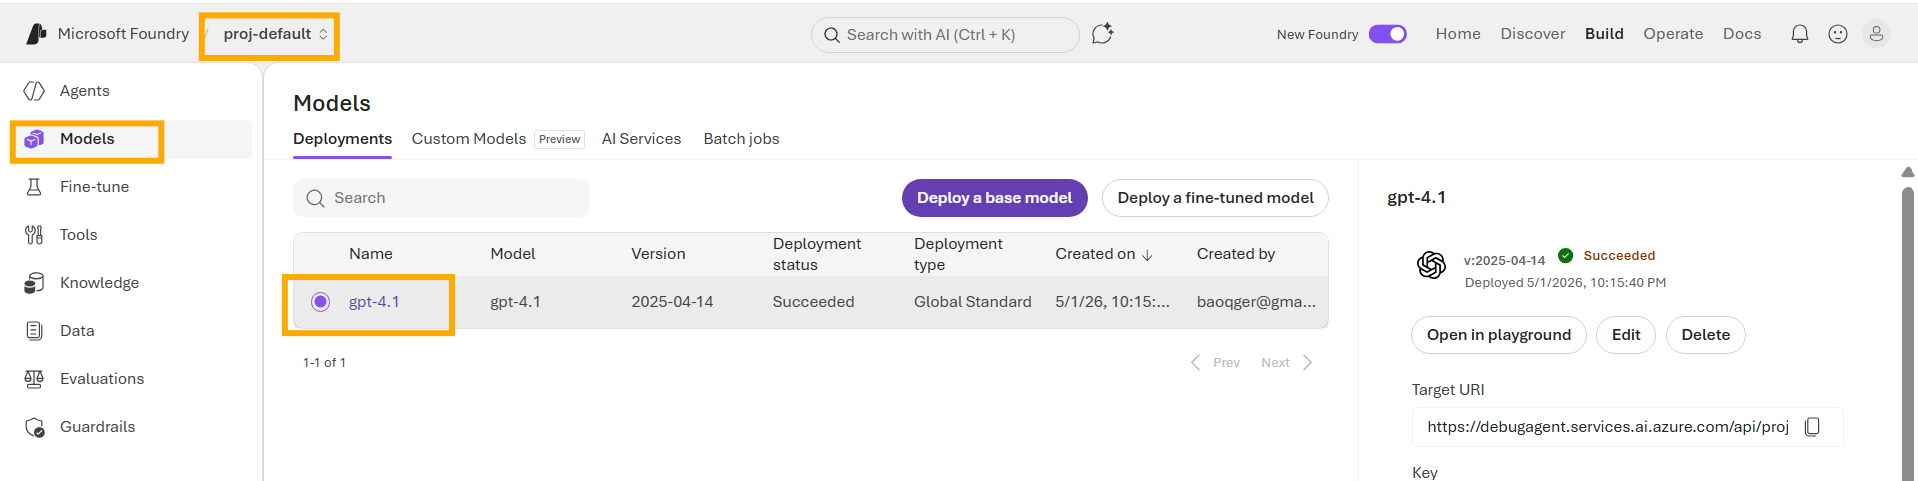 Microsoft Foundry / proj-default
Search with AI (Ctrl + K)
New Foundry
Home Discover Build Operate Docs
Agents
Models
Fine-tune
Tools
Knowledge
Data
Evaluations
Guardrails
Models
Deployments Custom Models Preview AI Services Batch jobs
Search
Deploy a base model
Deploy a fine-tuned model
Name Model Version Deployment status Deployment type Created on Created by
gpt-4.1 gpt-4.1 2025-04-14 Succeeded Global Standard 5/1/26, 10:15:... baoqger@gma...
1-1 of 1
Prev Next
gpt-4.1
v:2025-04-14 Succeeded
Deployed 5/1/2026, 10:15:40 PM
Open in playground Edit Delete
Target URI
https://debugagent.services.ai.azure.com/api/proj
Key